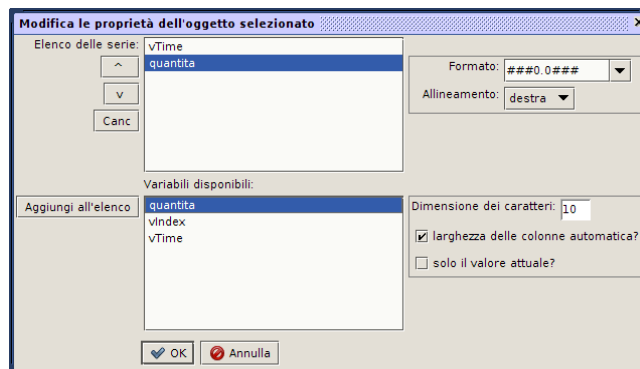 Modifica le proprietà dell'oggetto selezionato
Elenco delle serie:
vTime
quantita
^
v
Canc
Formato: ###0.0###
Allineamento: destra
Variabili disponibili:
Aggiungi all'elenco
quantita
vIndex
vTime
Dimensione dei caratteri: 10
larghezza delle colonne automatica?
solo il valore attuale?
OK
Annulla